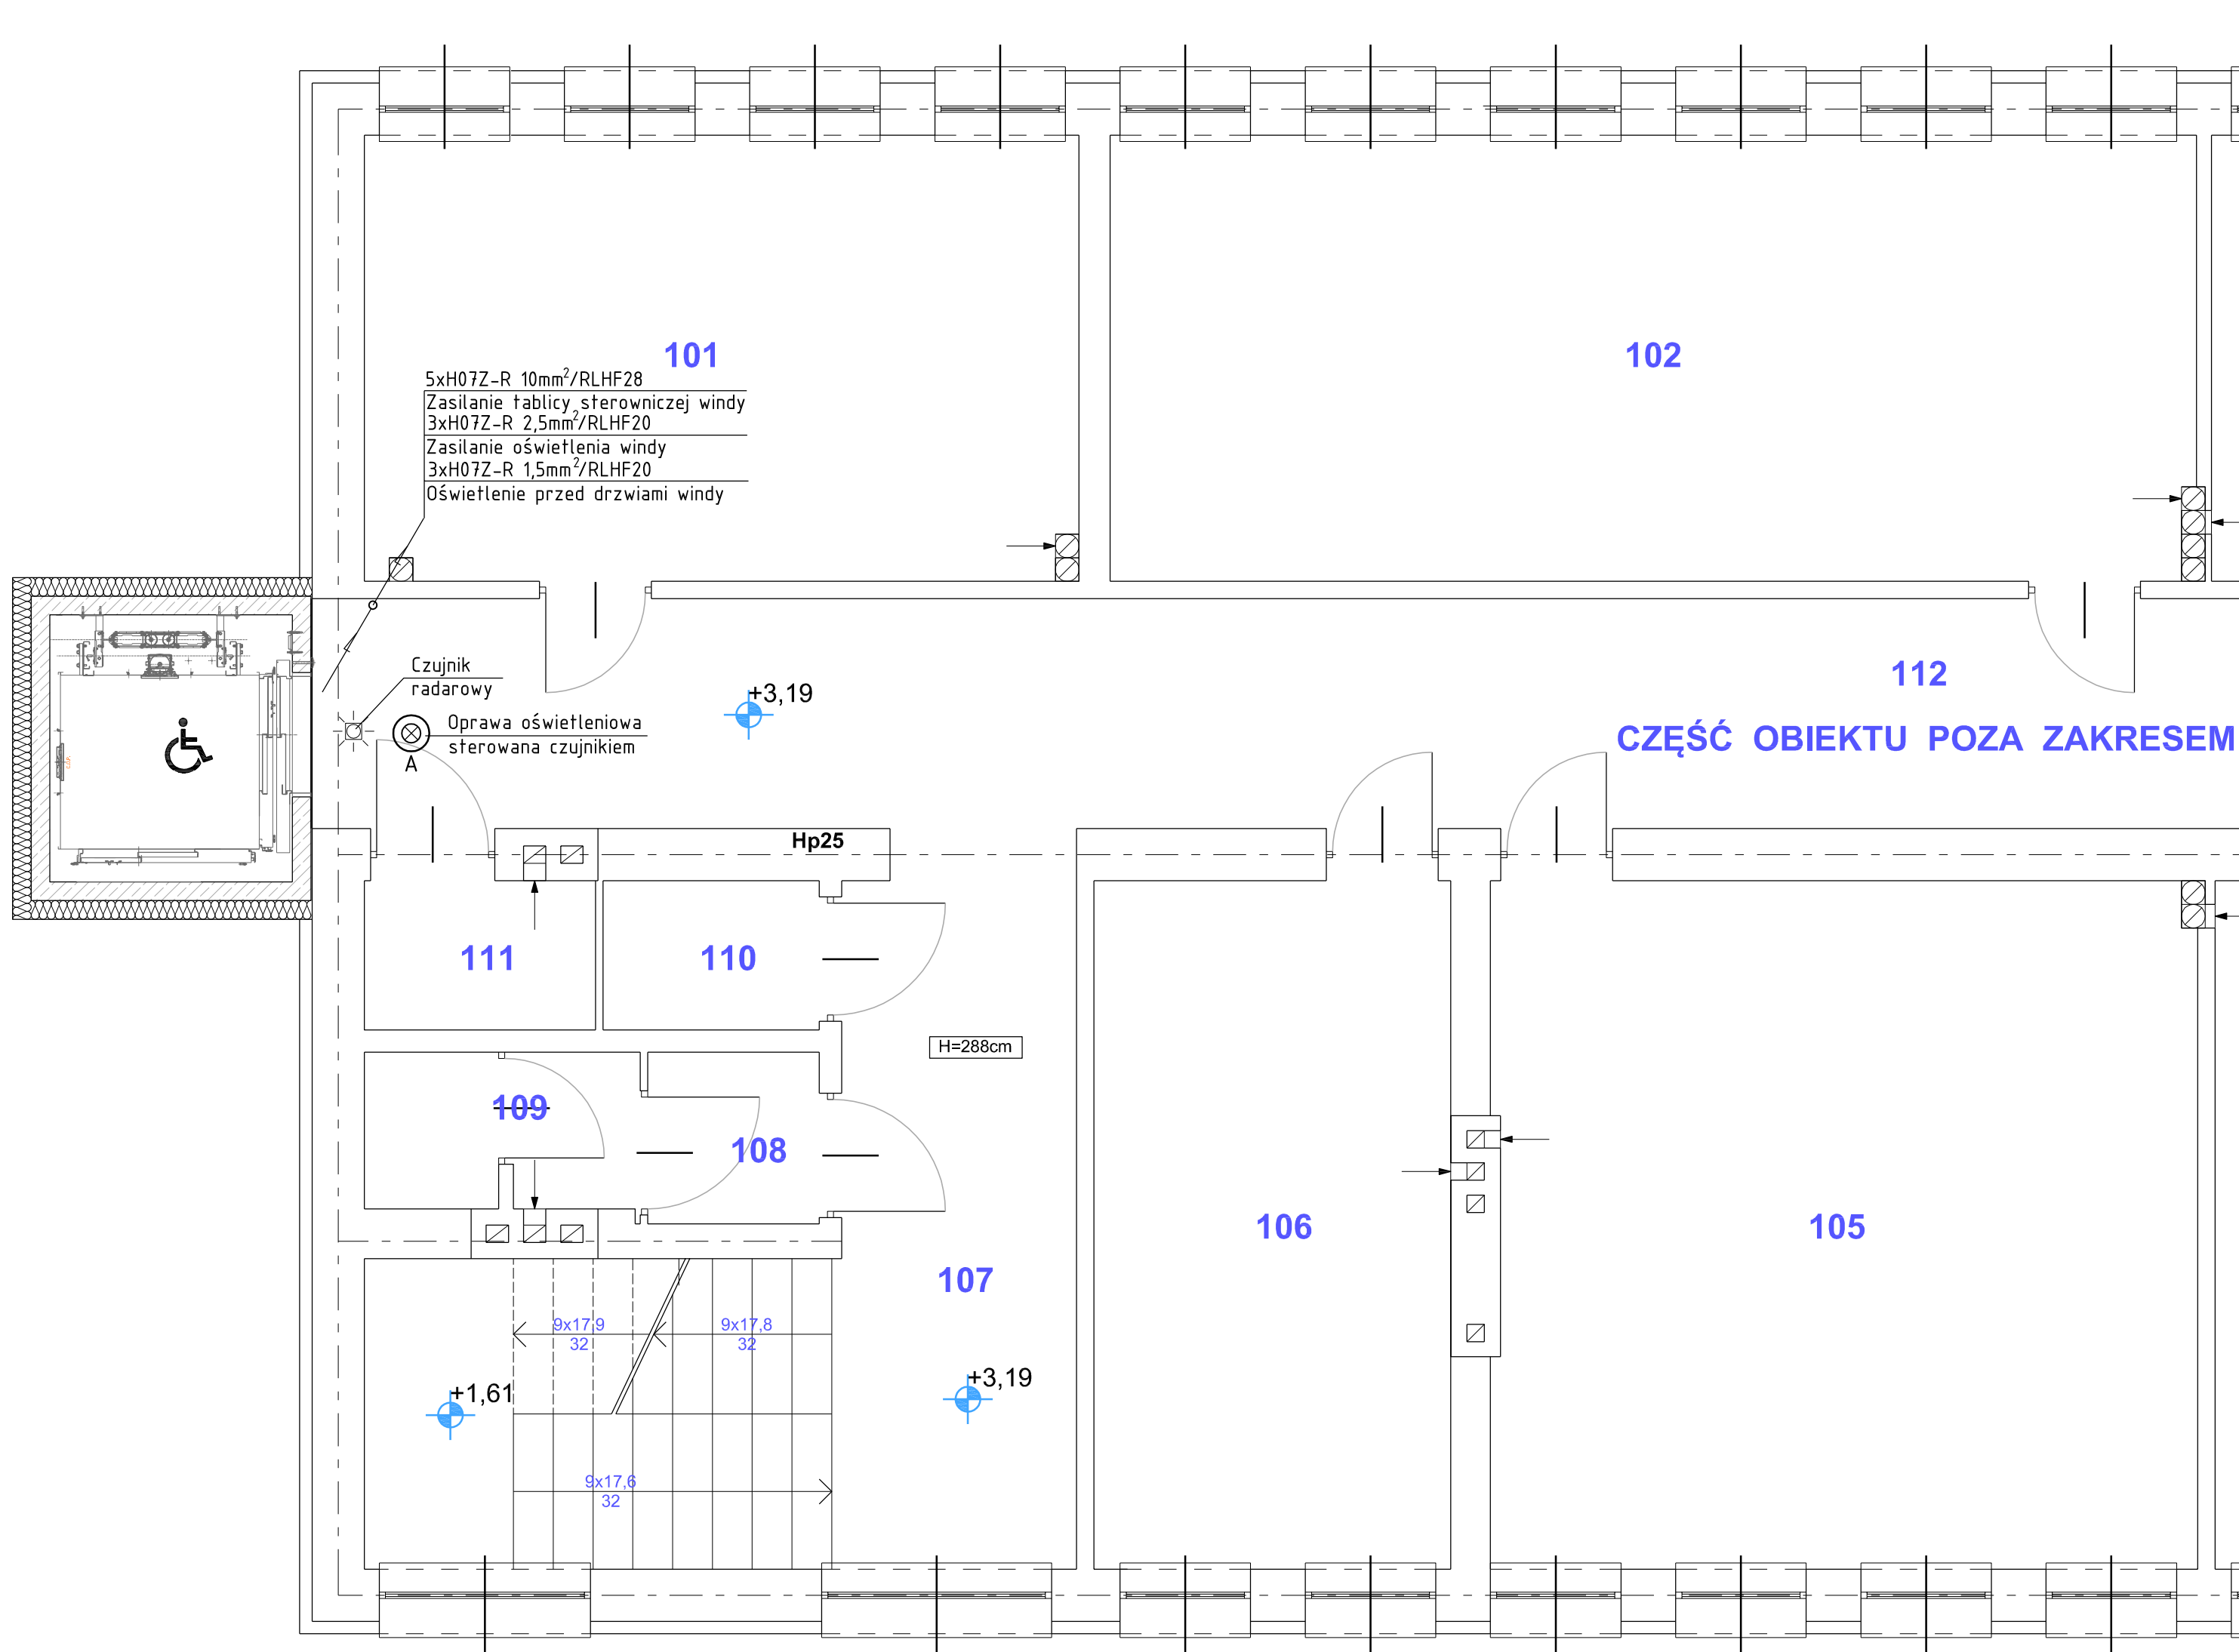 101
102
5xH07Z-R 10mm²/RLHF28
Zasilanie tablicy sterowniczej windy
3xH07Z-R 2,5mm²/RLHF20
Zasilanie oświetlenia windy
3xH07Z-R 1,5mm²/RLHF20
Oświetlenie przed drzwiami windy
Czujnik
radarowy
Oprawa oświetleniowa
sterowana czujnikiem
A
+3,19
112
CZĘŚĆ OBIEKTU POZA ZAKRESEM
Hp25
111
110
H=288cm
109
108
106
105
107
9x17,9
32
9x17,8
32
+1,61
+3,19
9x17,6
32